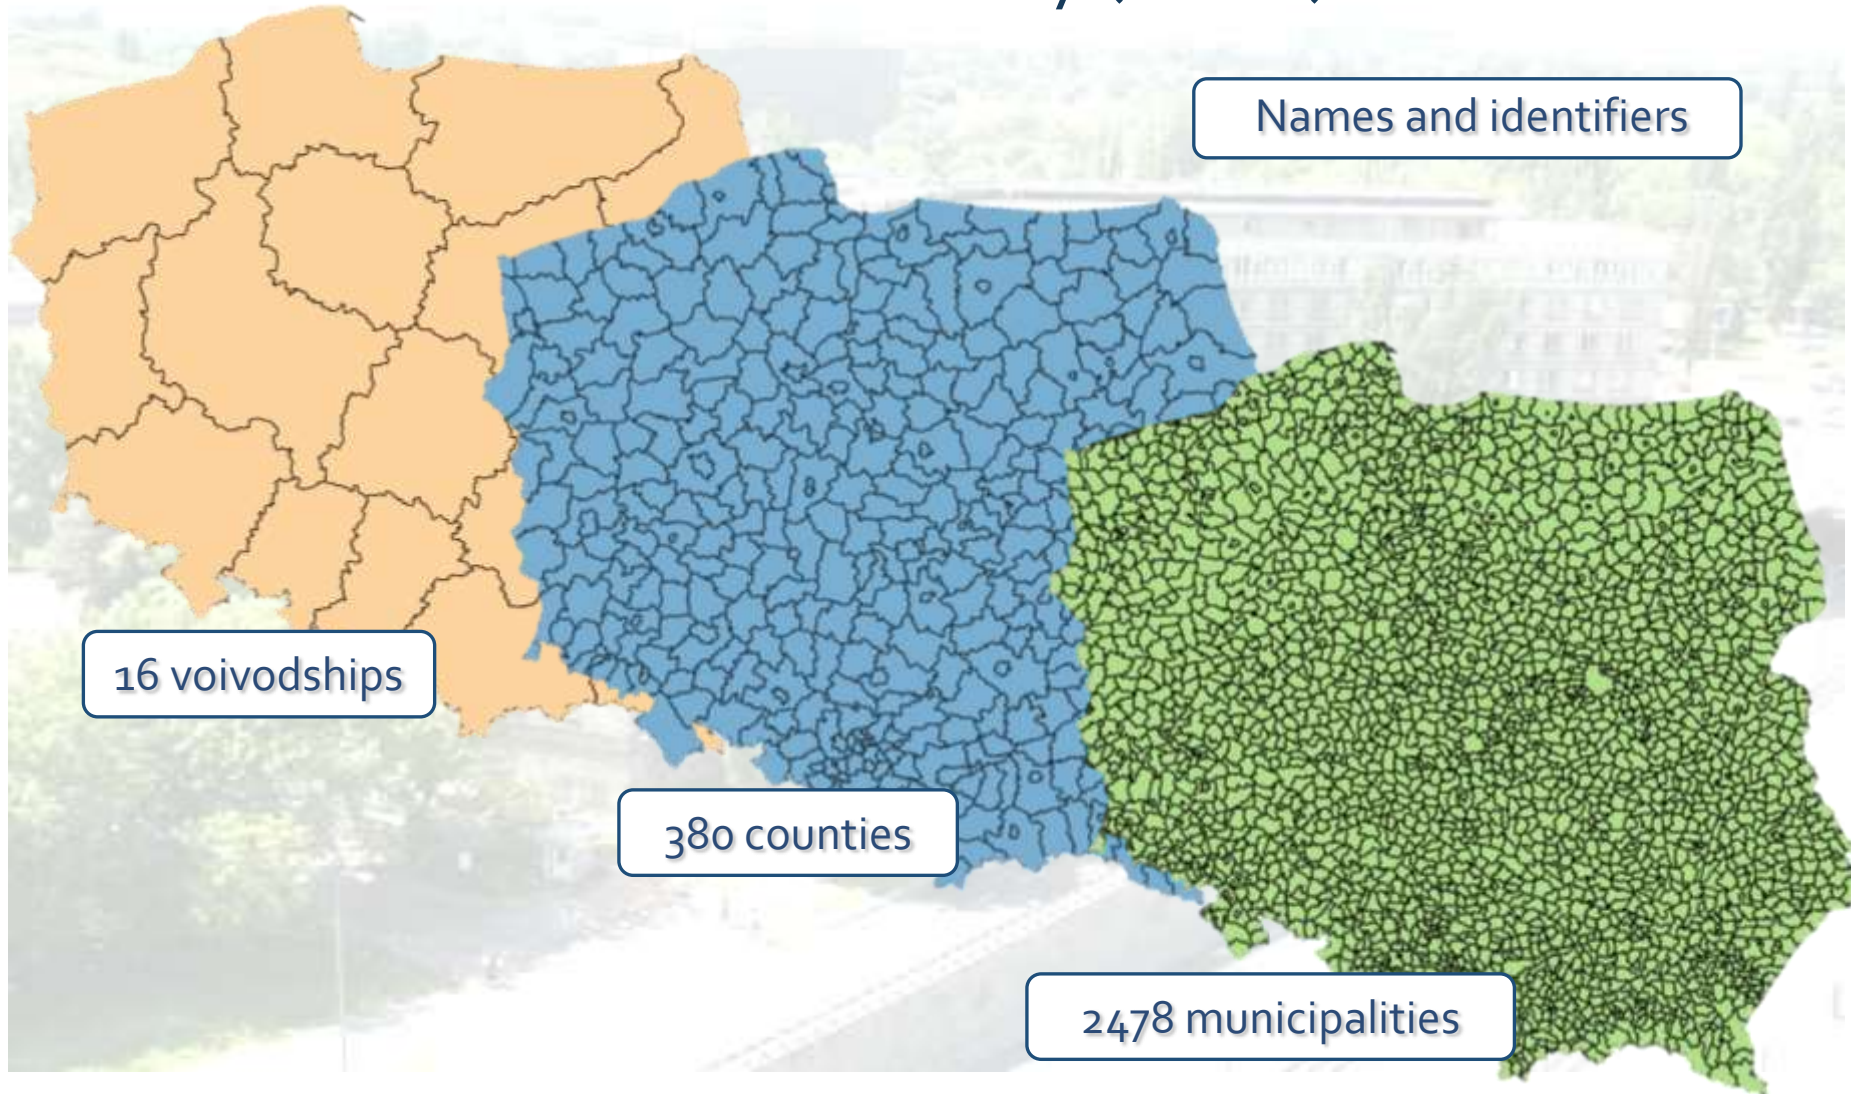 Names and identifiers
16 voivodships
380 counties
2478 municipalities